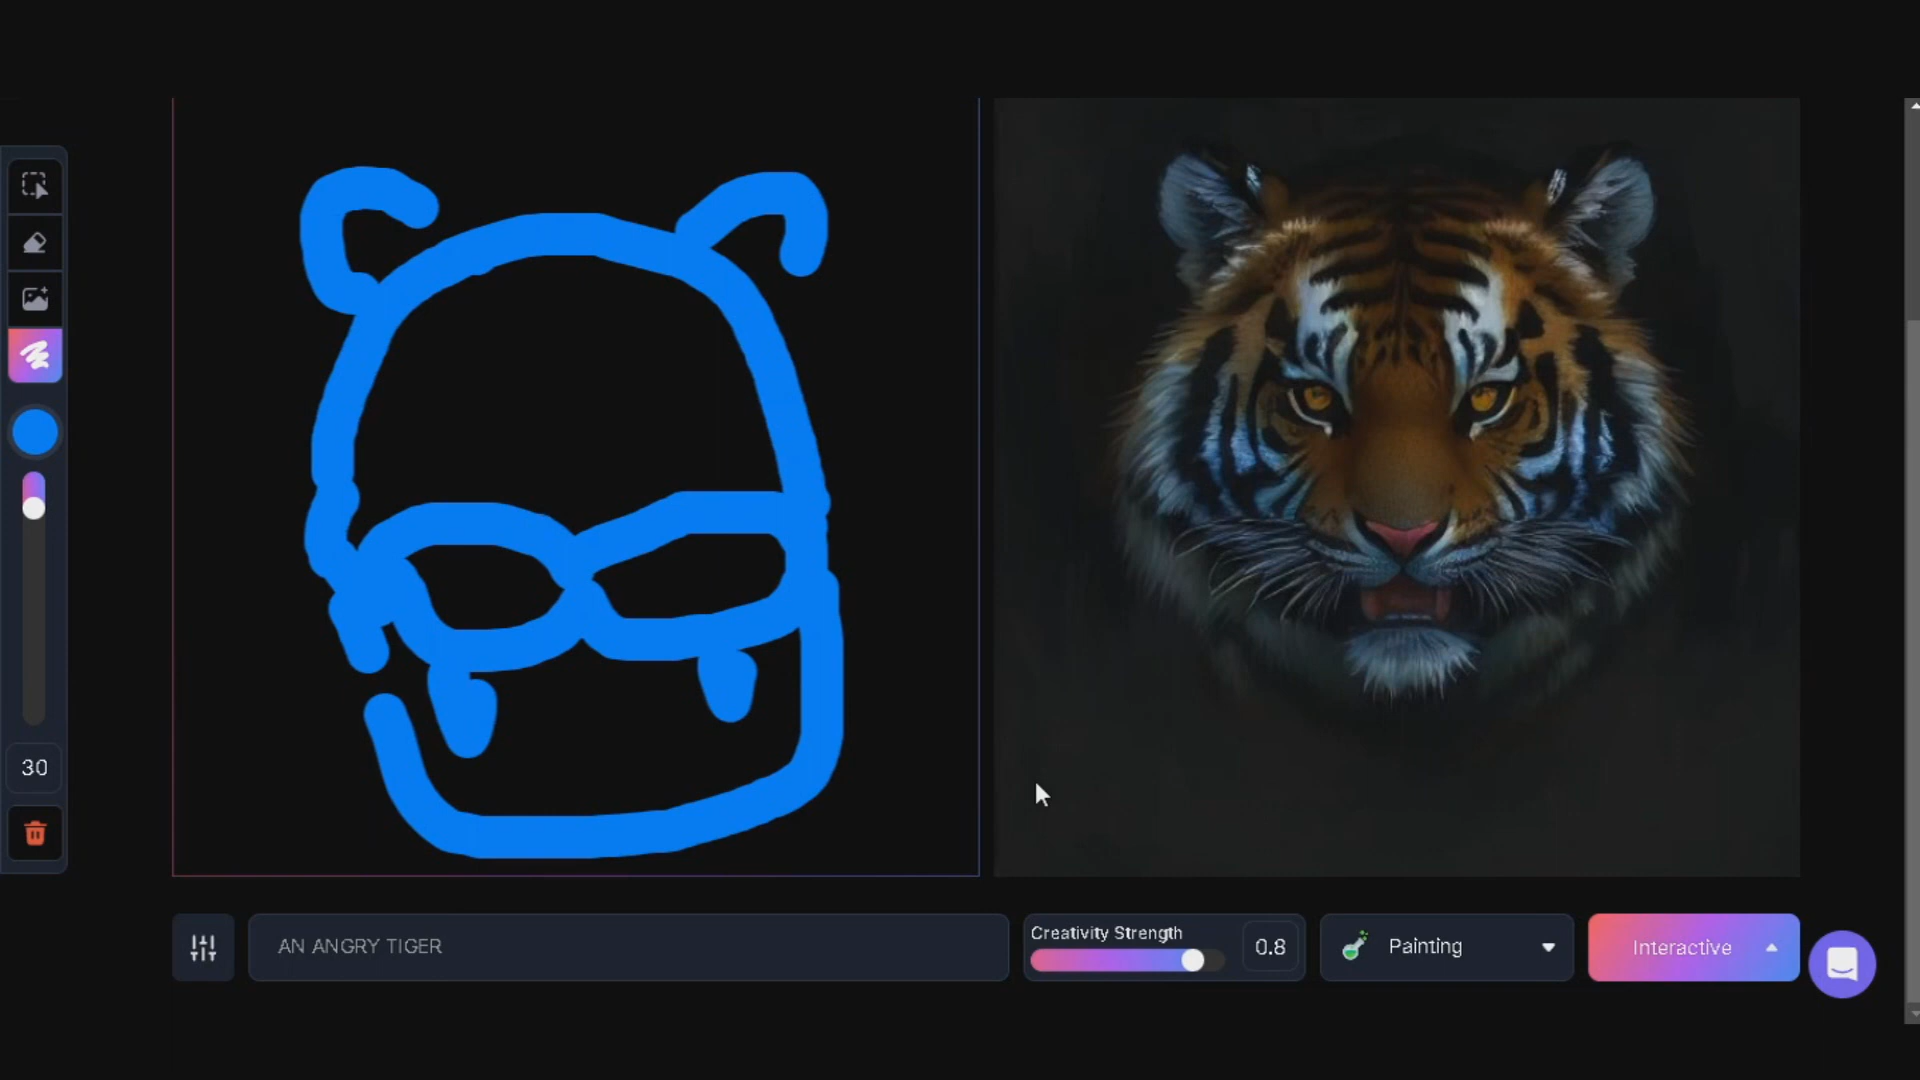 30
AN ANGRY TIGER
Creativity Strength
0.8
Painting
Interactive